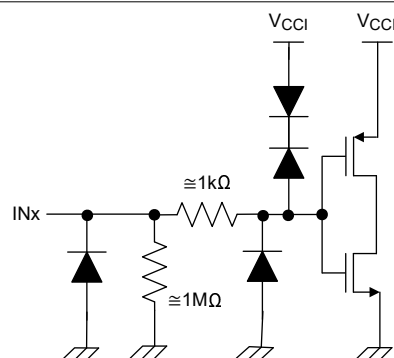 VCCI
VCCI
≅1kΩ
INx
≅1MΩ